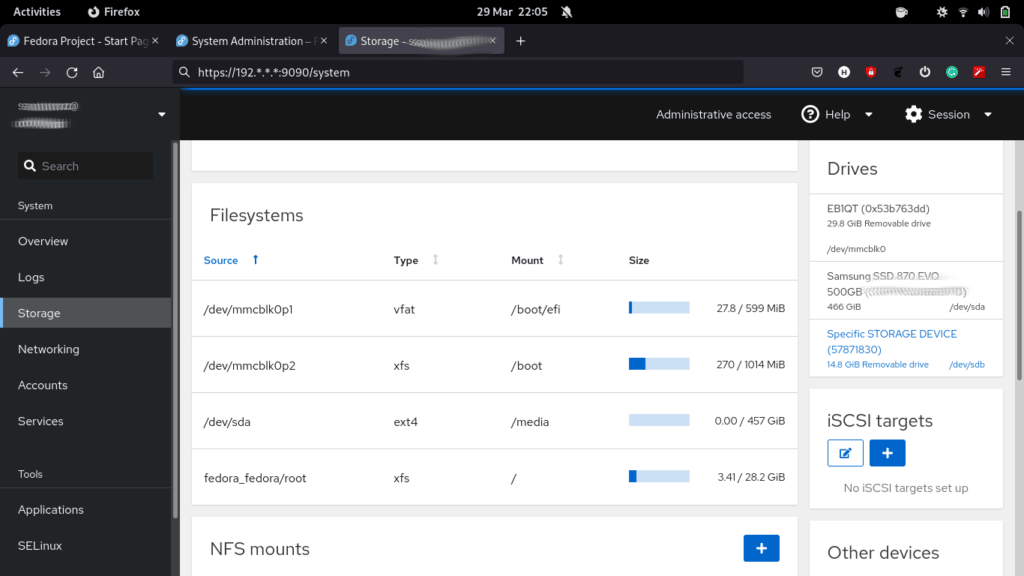 Activities
Firefox
29 Mar 22:05
Fedora Project - Start Pag
System Administration –
Storage -
https://192.*.*.*:9090/system
Administrative access
Help
Session
Search
System
Overview
Logs
Storage
Networking
Accounts
Services
Tools
Applications
SELinux
Filesystems
Source Type Mount Size
/dev/mmcblk0p1 vfat /boot/efi 27.8 / 599 MiB
/dev/mmcblk0p2 xfs /boot 270 / 1014 MiB
/dev/sda ext4 /media 0.00 / 457 GiB
fedora_fedora/root xfs / 3.41 / 28.2 GiB
NFS mounts
Drives
EB1QT (0x53b763dd)
29.8 GiB Removable drive
/dev/mmcblk0
Samsung SSD 870 EVO
500GB
466 GiB /dev/sda
Specific STORAGE DEVICE
(57871830)
14.8 GiB Removable drive /dev/sdb
iSCSI targets
No iSCSI targets set up
Other devices